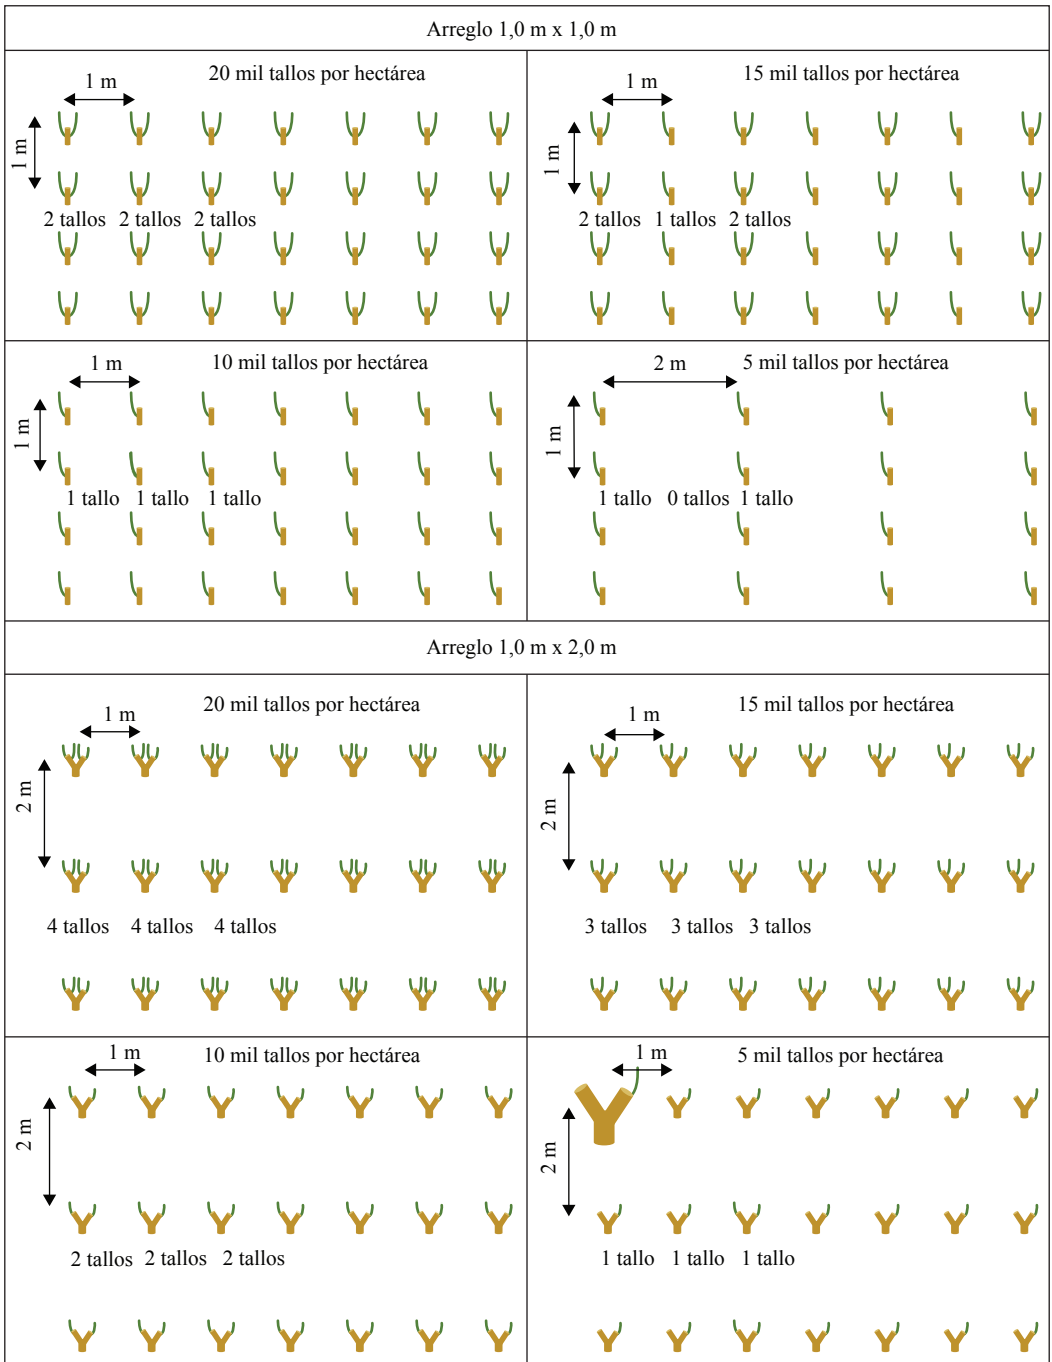 Arreglo 1,0 m x 1,0 m
20 mil tallos por hectárea
1 m
1 m
2 tallos 2 tallos 2 tallos
15 mil tallos por hectárea
1 m
1 m
2 tallos 1 tallo 2 tallos
10 mil tallos por hectárea
1 m
1 m
1 tallo 1 tallo 1 tallo
5 mil tallos por hectárea
2 m
1 m
1 tallo 0 tallos 1 tallo
Arreglo 1,0 m x 2,0 m
20 mil tallos por hectárea
1 m
2 m
4 tallos 4 tallos 4 tallos
15 mil tallos por hectárea
1 m
2 m
3 tallos 3 tallos 3 tallos
10 mil tallos por hectárea
1 m
2 m
2 tallos 2 tallos 2 tallos
5 mil tallos por hectárea
1 m
2 m
1 tallo 1 tallo 1 tallo